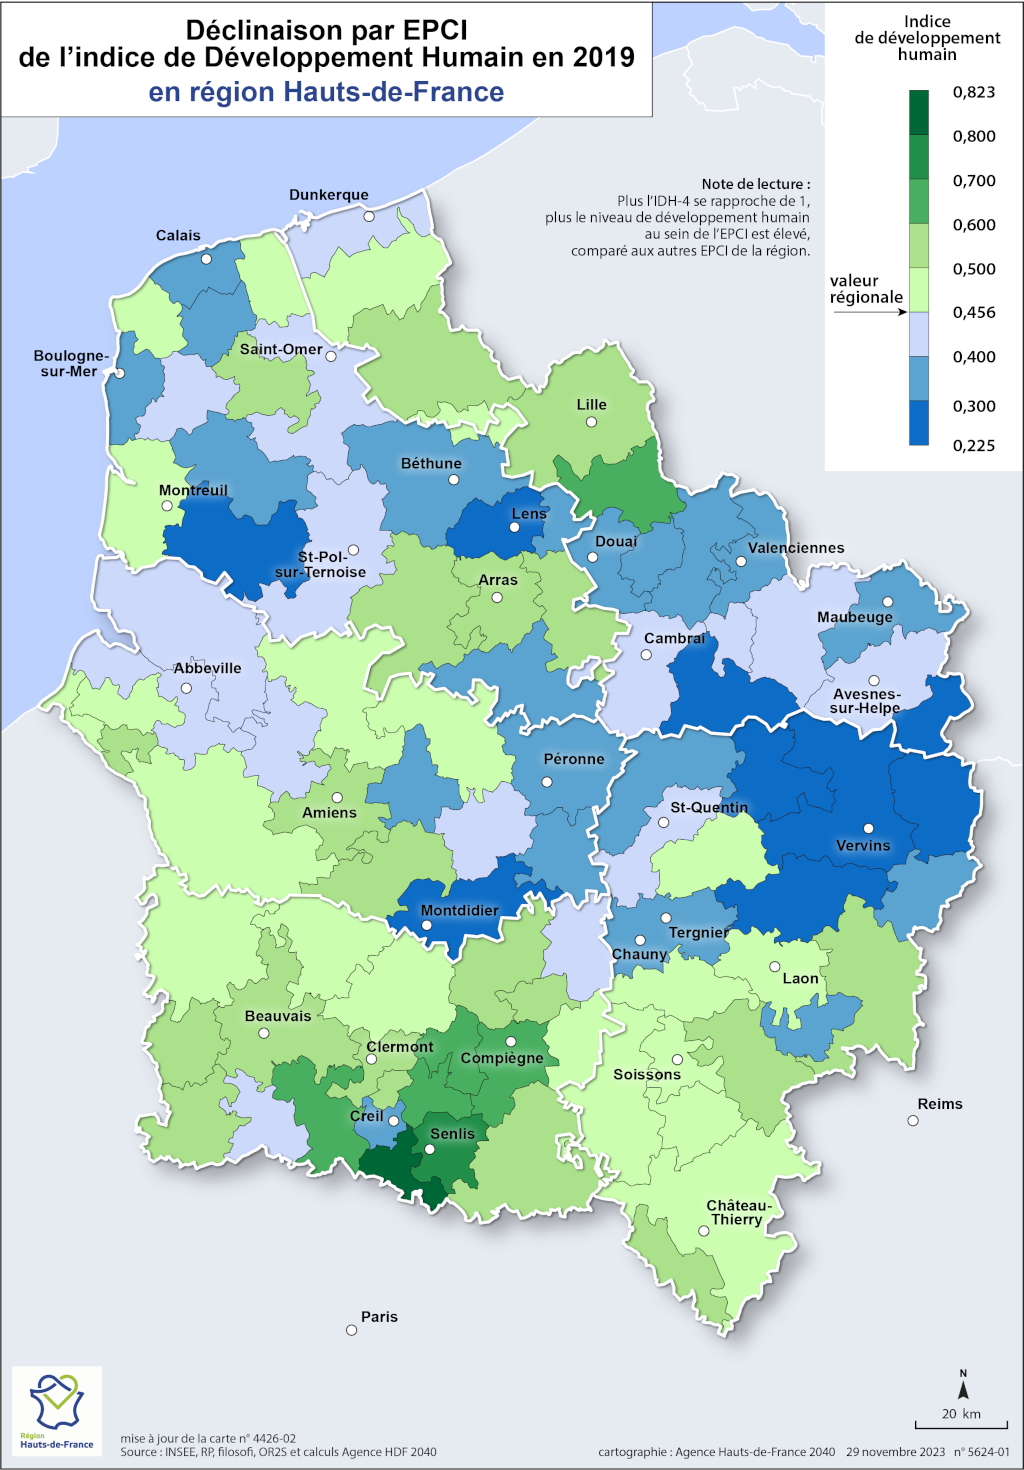 Déclinaison par EPCI
de l’indice de Développement Humain en 2019
en région Hauts-de-France
Indice
de développement
humain
0,823
0,800
0,700
0,600
0,500
0,456
0,400
0,300
0,225
valeur
régionale
Note de lecture :
Plus l’IDH-4 se rapproche de 1,
plus le niveau de développement humain
au sein de l’EPCI est élevé,
comparé aux autres EPCI de la région.
Dunkerque
Calais
Saint-Omer
Boulogne-
sur-Mer
Lille
Béthune
Montreuil
Lens
Douai
Valenciennes
St-Pol-
sur-Ternoise
Arras
Maubeuge
Cambrai
Abbeville
Avesnes-
sur-Helpe
Péronne
Amiens
St-Quentin
Vervins
Montdidier
Tergnier
Chauny
Laon
Beauvais
Clermont
Compiègne
Soissons
Creil
Senlis
Reims
Château-
Thierry
Paris
Région
Hauts-de-France
mise à jour de la carte n° 4426-02
Source : INSEE, RP, filosofi, OR2S et calculs Agence HDF 2040
N
20 km
cartographie : Agence Hauts-de-France 2040 29 novembre 2023 n° 5624-01